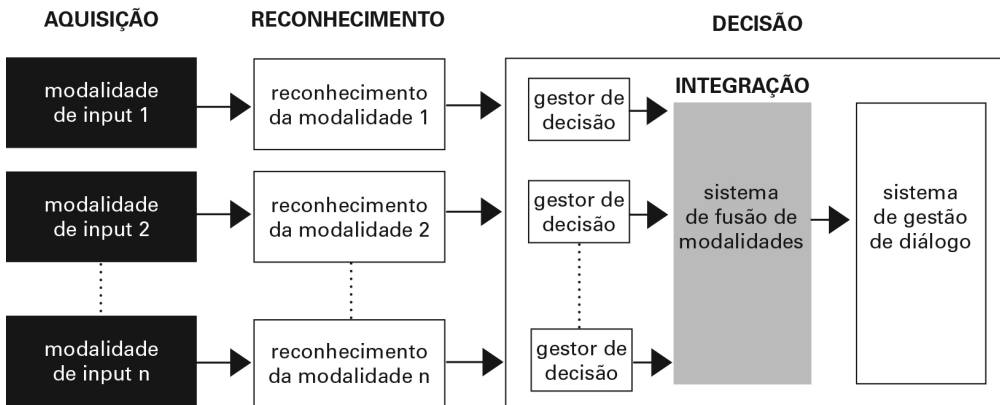 AQUISIÇÃO
RECONHECIMENTO
DECISÃO
modalidade
de input 1
reconhecimento
da modalidade 1
gestor de
decisão
INTEGRAÇÃO
modalidade
de input 2
reconhecimento
da modalidade 2
gestor de
decisão
sistema
de fusão de
modalidades
sistema
de gestão
de diálogo
modalidade
de input n
reconhecimento
da modalidade n
gestor de
decisão